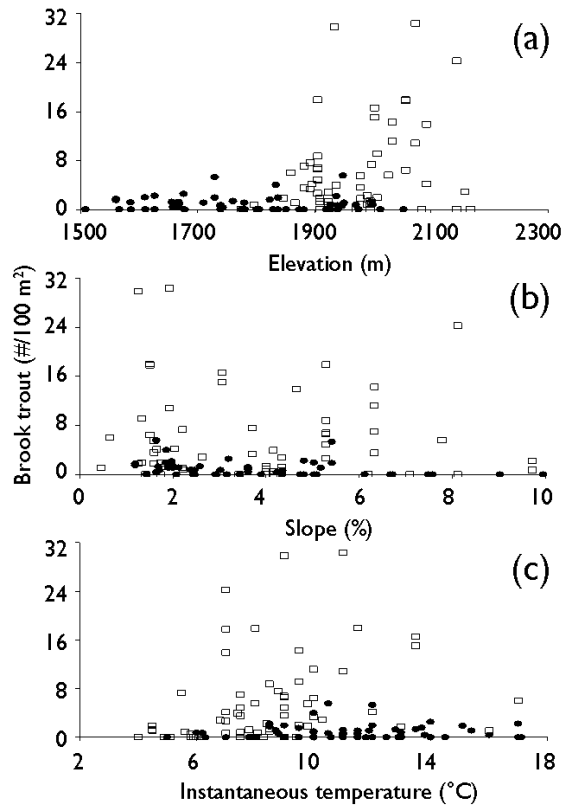 (a)
32
24
16
8
0
1500 1700 1900 2100 2300
Elevation (m)
Brook trout (#/100 m²)
(b)
32
24
16
8
0
0 2 4 6 8 10
Slope (%)
(c)
32
24
16
8
0
2 6 10 14 18
Instantaneous temperature (°C)